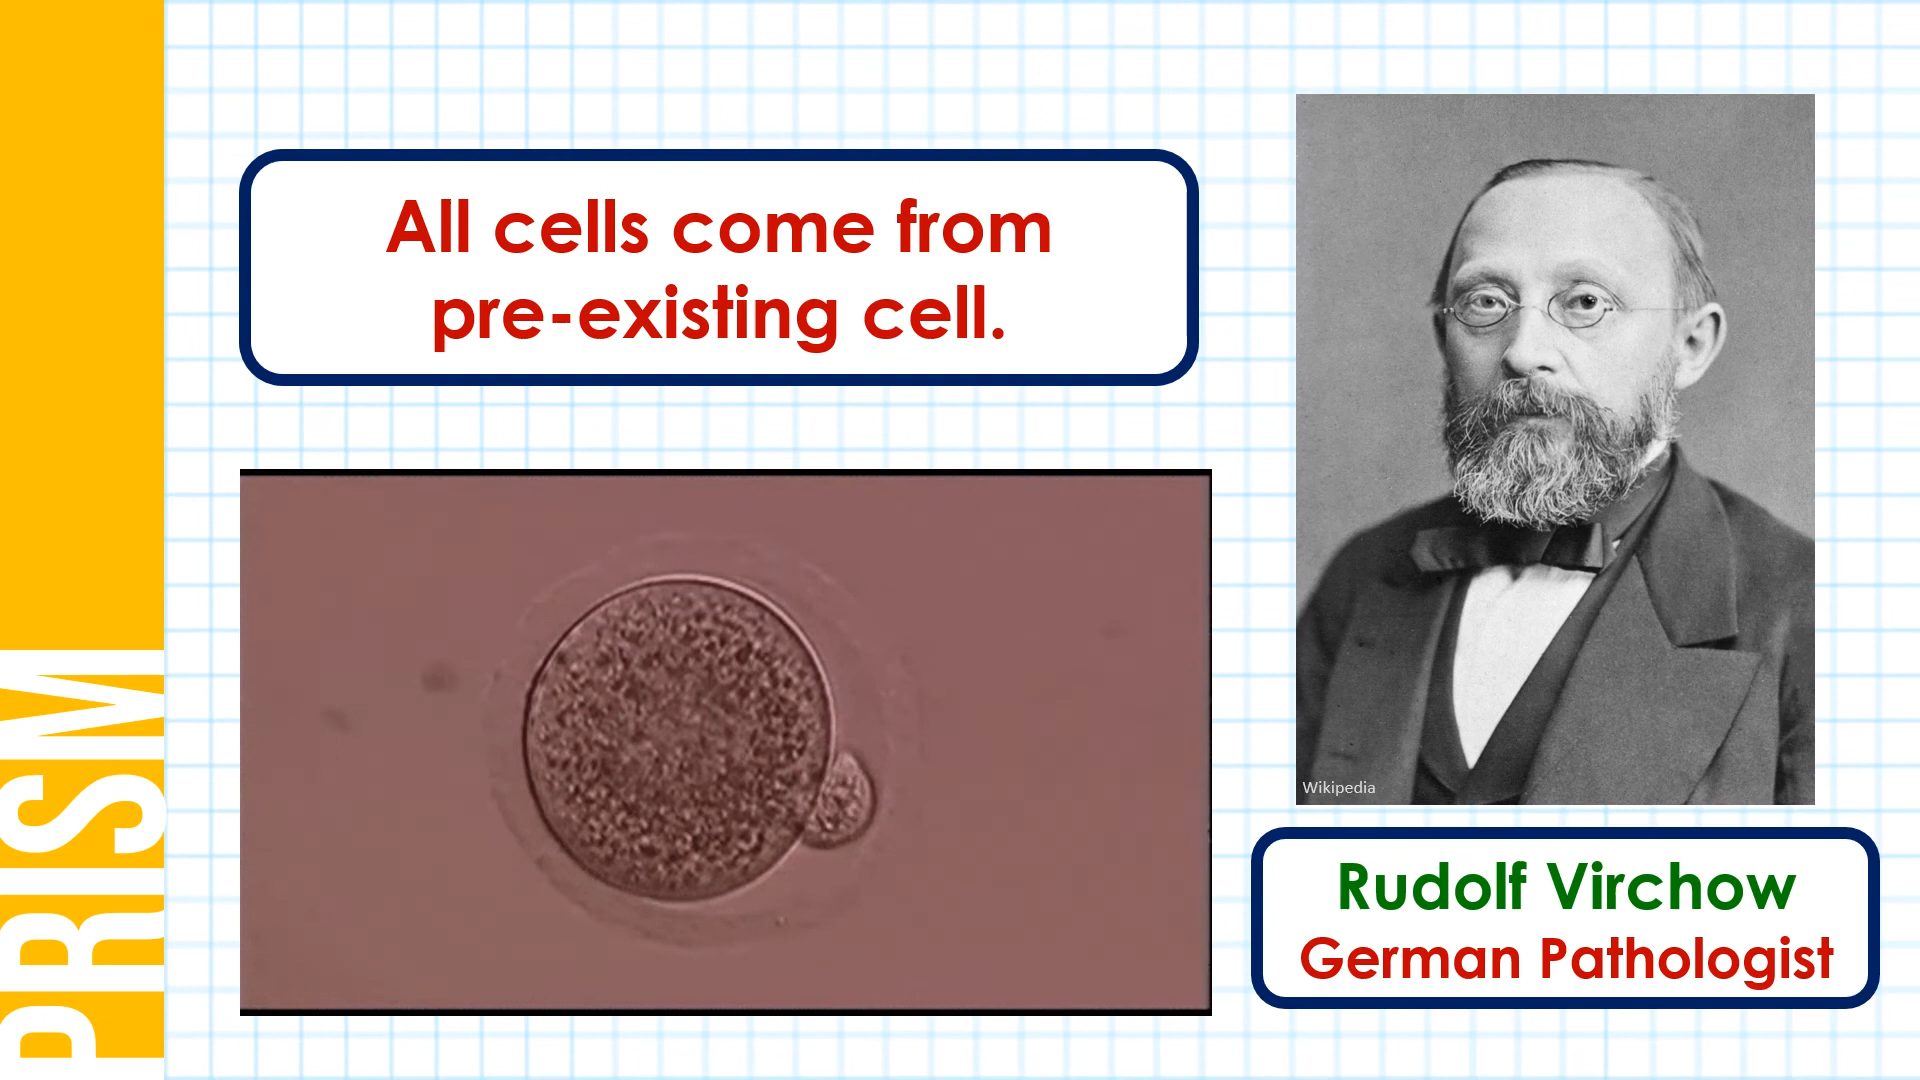 PRISM
All cells come from
pre-existing cell.
Wikipedia
Rudolf Virchow
German Pathologist